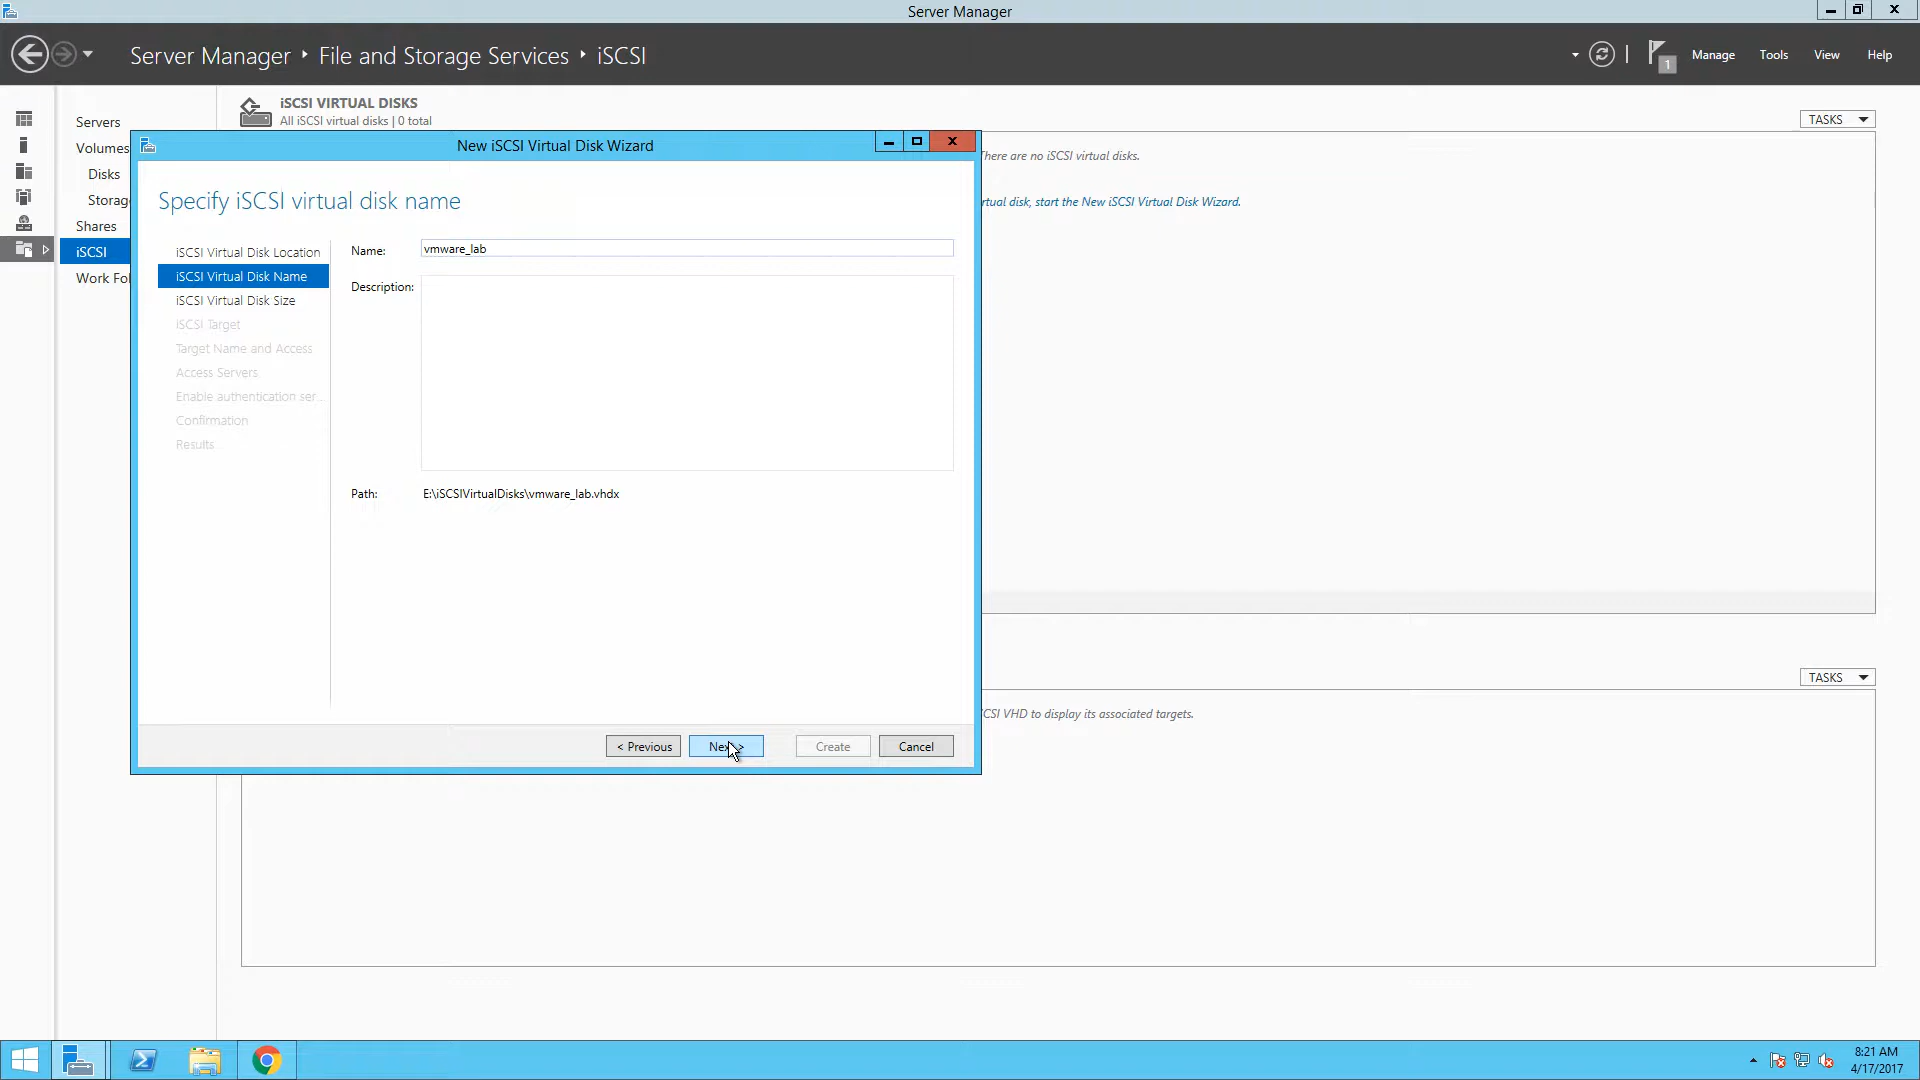 Server Manager
Server Manager ‣ File and Storage Services ‣ iSCSI
1
Manage
Tools
View
Help
Servers
Volumes
Disks
Storag
Shares
iSCSI
Work Fo
iSCSI VIRTUAL DISKS
All iSCSI virtual disks | 0 total
TASKS
There are no iSCSI virtual disks.
rtual disk, start the New iSCSI Virtual Disk Wizard.
New iSCSI Virtual Disk Wizard
Specify iSCSI virtual disk name
iSCSI Virtual Disk Location
iSCSI Virtual Disk Name
iSCSI Virtual Disk Size
iSCSI Target
Target Name and Access
Access Servers
Enable authentication ser...
Confirmation
Results
Name:
vmware_lab
Description:
Path:
E:\iSCSIVirtualDisks\vmware_lab.vhdx
< Previous
Next >
Create
Cancel
TASKS
CSI VHD to display its associated targets.
8:21 AM
4/17/2017